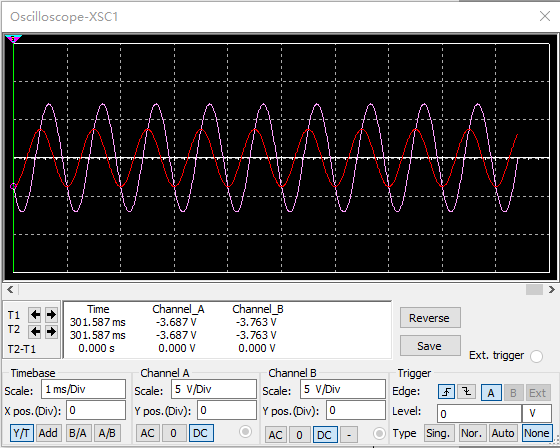 Oscilloscope-XSC1
T1
T2
T2-T1
Time Channel_A Channel_B
301.587 ms -3.687 V -3.763 V
301.587 ms -3.687 V -3.763 V
0.000 s 0.000 V 0.000 V
Reverse
Save
Ext. trigger
Timebase
Scale: 1 ms/Div
X pos.(Div): 0
Y/T Add B/A A/B
Channel A
Scale: 5 V/Div
Y pos.(Div): 0
AC 0 DC
Channel B
Scale: 5 V/Div
Y pos.(Div): 0
AC 0 DC -
Trigger
Edge: A B Ext
Level: 0 V
Type Sing. Nor. Auto None